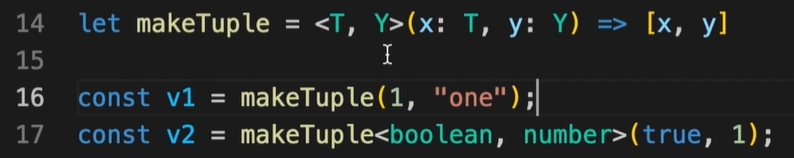 14 let makeTuple = <T, Y>(x: T, y: Y) => [x, y]
15
16 const v1 = makeTuple(1, "one");
17 const v2 = makeTuple<boolean, number>(true, 1);